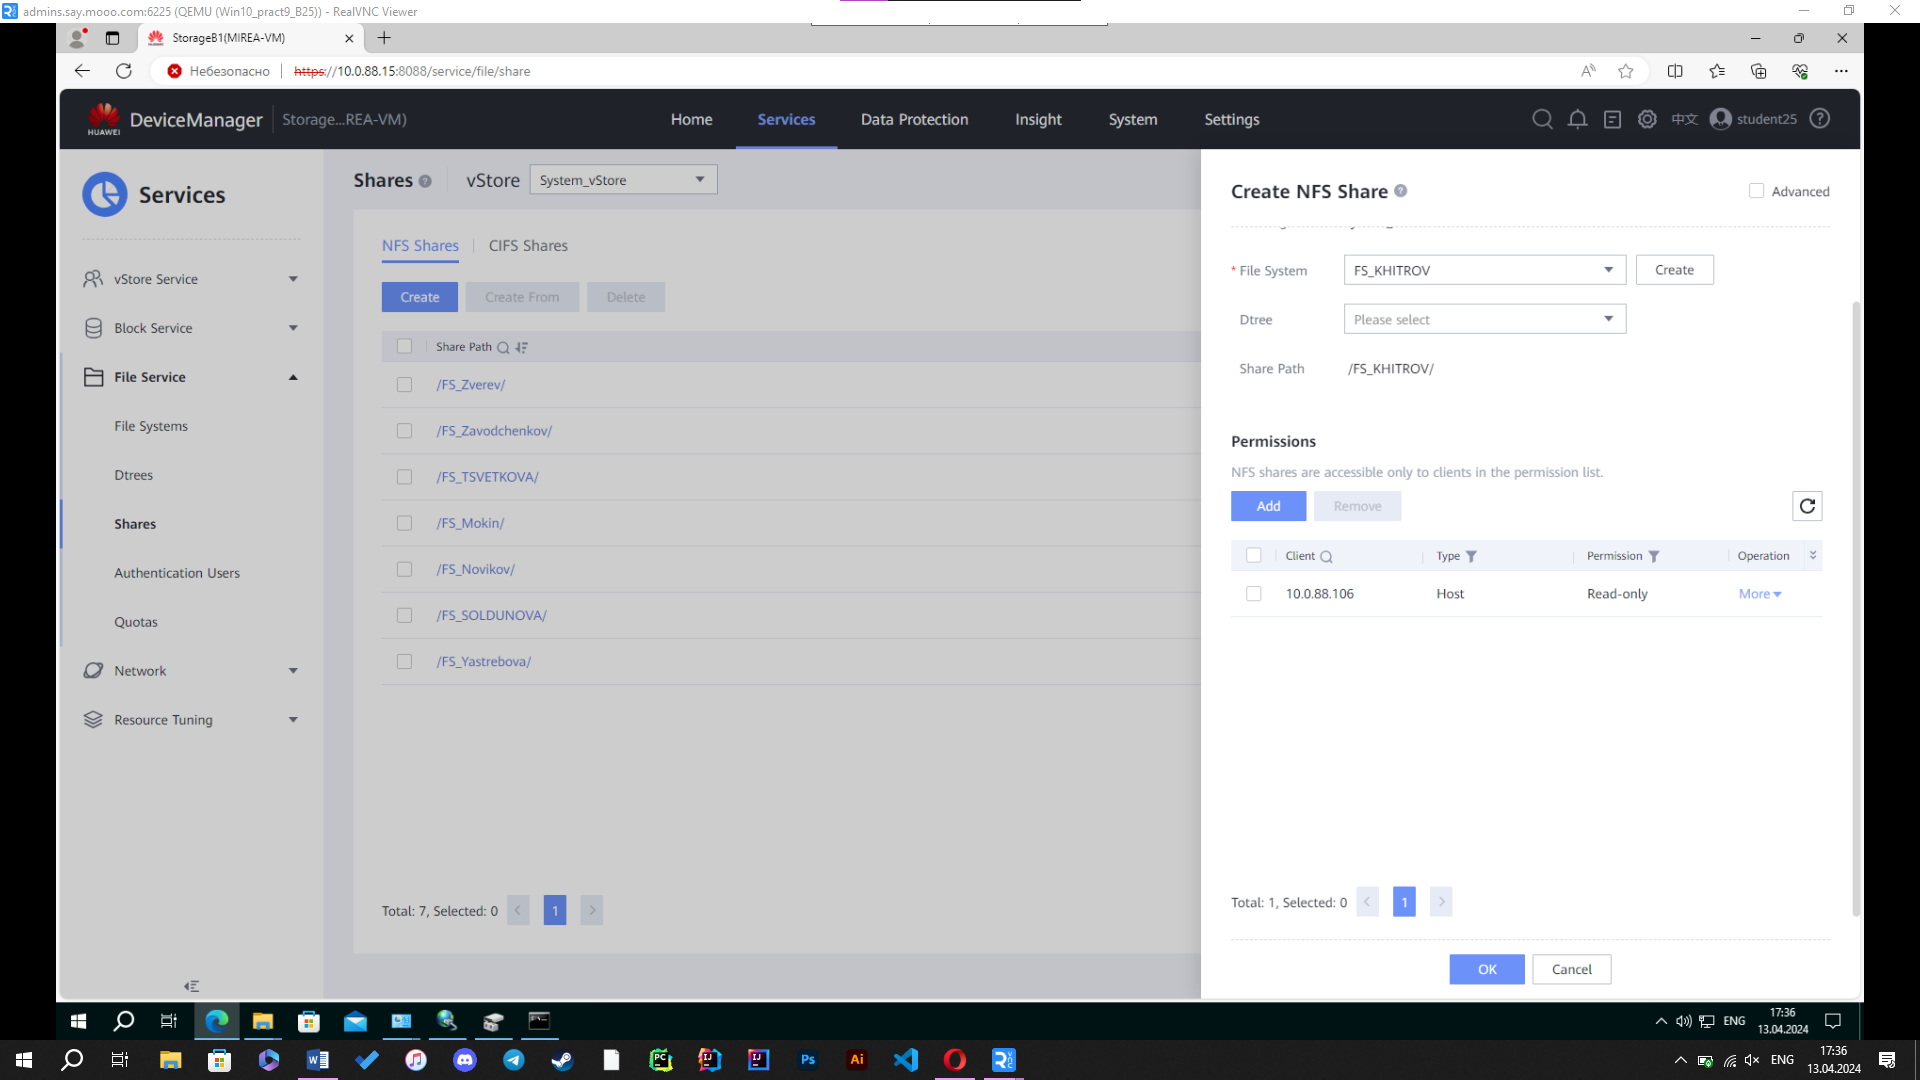 admins.say.mooo.com:6225 (QEMU (Win10_pract9_B25)) - RealVNC Viewer
StorageB1(MIREA-VM)
Небезопасно
https://10.0.88.15:8088/service/file/share
HUAWEI
DeviceManager
Storage...REA-VM)
Home
Services
Data Protection
Insight
System
Settings
中文
student25
Services
vStore Service
Block Service
File Service
File Systems
Dtrees
Shares
Authentication Users
Quotas
Network
Resource Tuning
Shares
vStore
System_vStore
NFS Shares
CIFS Shares
Create
Create From
Delete
Share Path
/FS_Zverev/
/FS_Zavodchenkov/
/FS_TSVETKOVA/
/FS_Mokin/
/FS_Novikov/
/FS_SOLDUNOVA/
/FS_Yastrebova/
Total: 7, Selected: 0
1
Create NFS Share
Advanced
* File System
FS_KHITROV
Create
Dtree
Please select
Share Path
/FS_KHITROV/
Permissions
NFS shares are accessible only to clients in the permission list.
Add
Remove
Client
Type
Permission
Operation
10.0.88.106
Host
Read-only
More
Total: 1, Selected: 0
1
OK
Cancel
ENG
17:36
13.04.2024
W
PC
IJ
IJ
Ps
Ai
ENG
17:36
13.04.2024